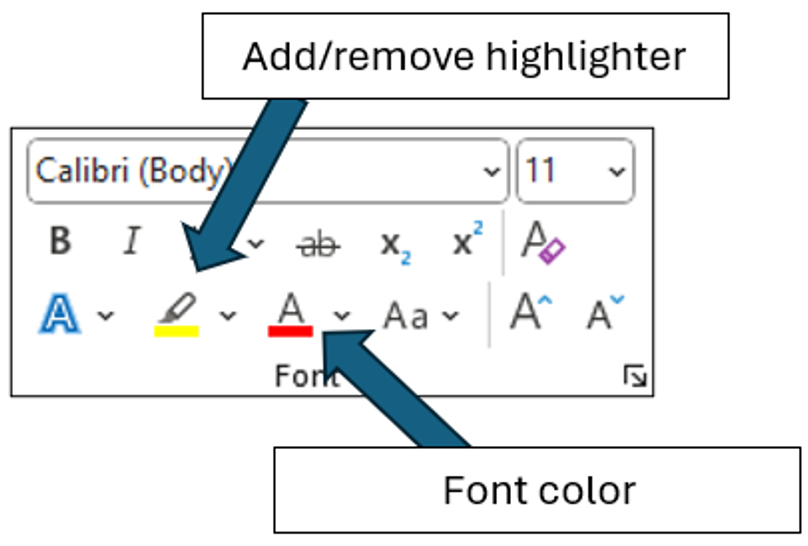 Add/remove highlighter
Calibri (Body) 11
B I ab x₂ x² A
A A Aa A A
Font
Font color